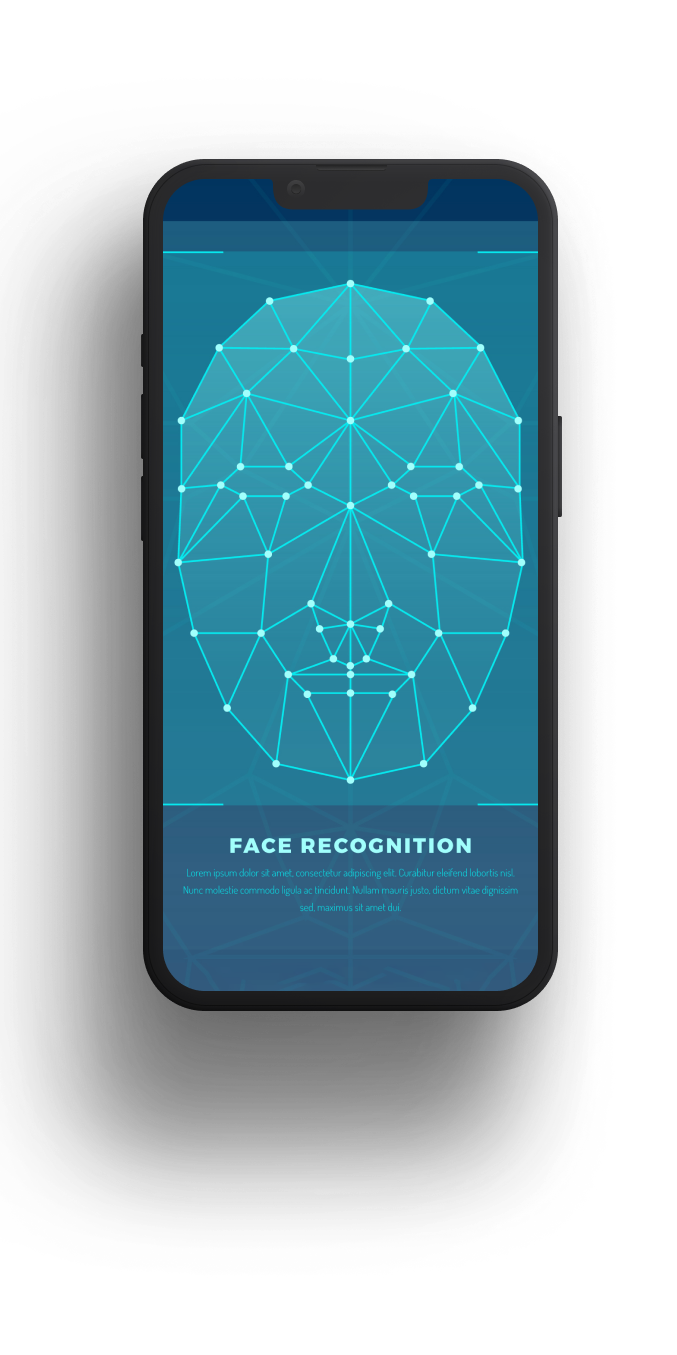 FACE RECOGNITION
Lorem ipsum dolor sit amet, consectetur adipiscing elit. Curabitur eleifend lobortis nisl.
Nunc molestie commodo ligula ac tincidunt. Nullam mauris justo, dictum vitae dignissim
sed, maximus sit amet dui.